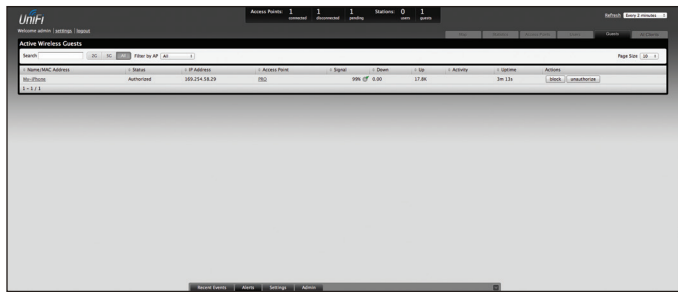 UniFi
Access Points: 1 connected 1 disconnected 1 pending Stations: 0 users 1 guests
Refresh Every 2 minutes
Welcome admin | settings | logout
Guests
Active Wireless Guests
Search 2G 5G Filter by AP All Page Size 10
Name/MAC Address Status IP Address Access Point Signal Down Up Activity Uptime Actions
Authorized 169.254.58.29 FRG 99% 0.00 17.8K 3m 13s block unauthorize
1 - 1 / 1
Recent Events Alerts Settings Admin